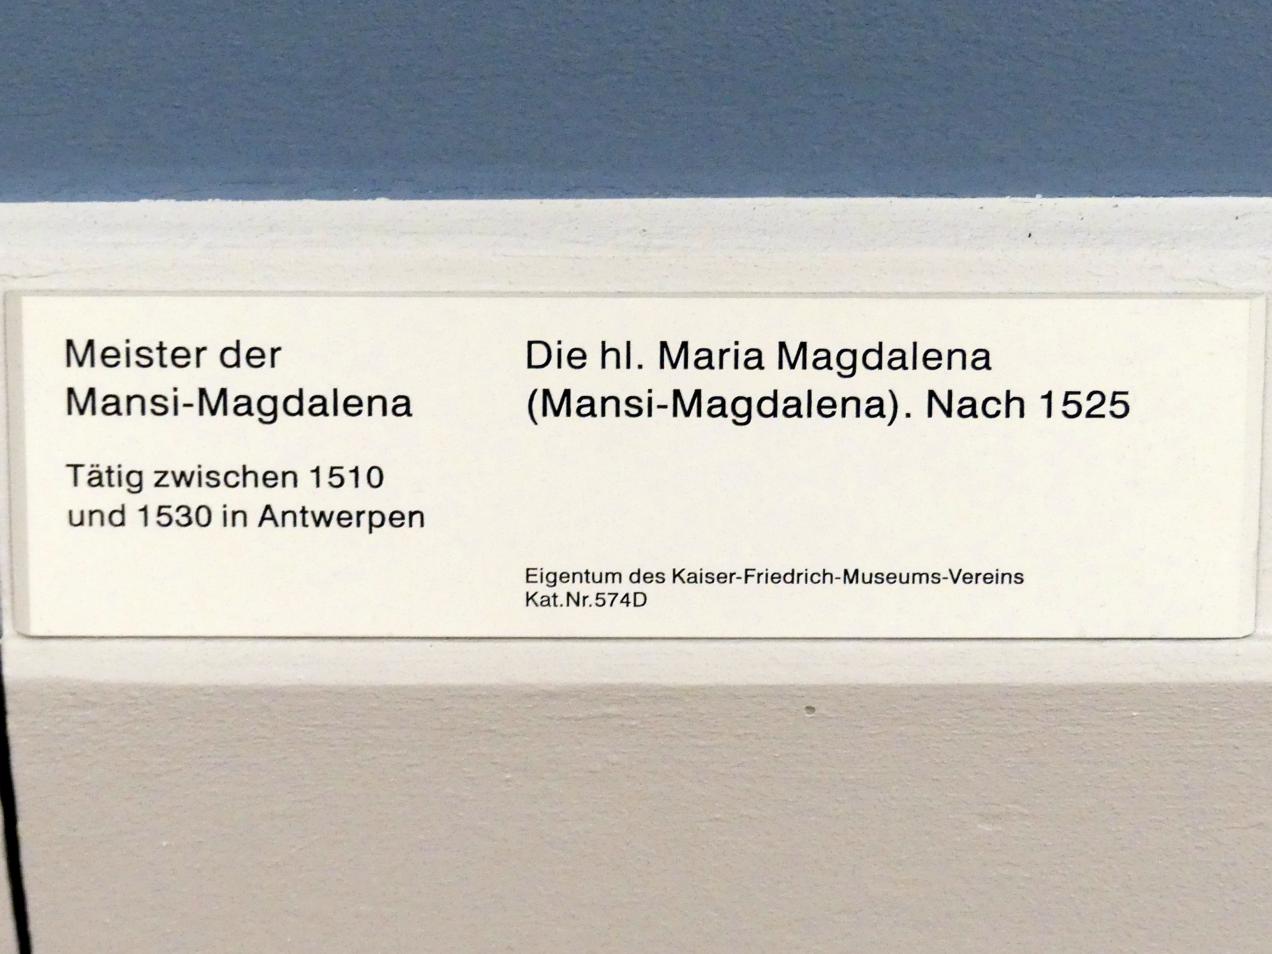 Meister der
Mansi-Magdalena
Tätig zwischen 1510
und 1530 in Antwerpen
Die hl. Maria Magdalena
(Mansi-Magdalena). Nach 1525
Eigentum des Kaiser-Friedrich-Museums-Vereins
Kat.Nr.574D